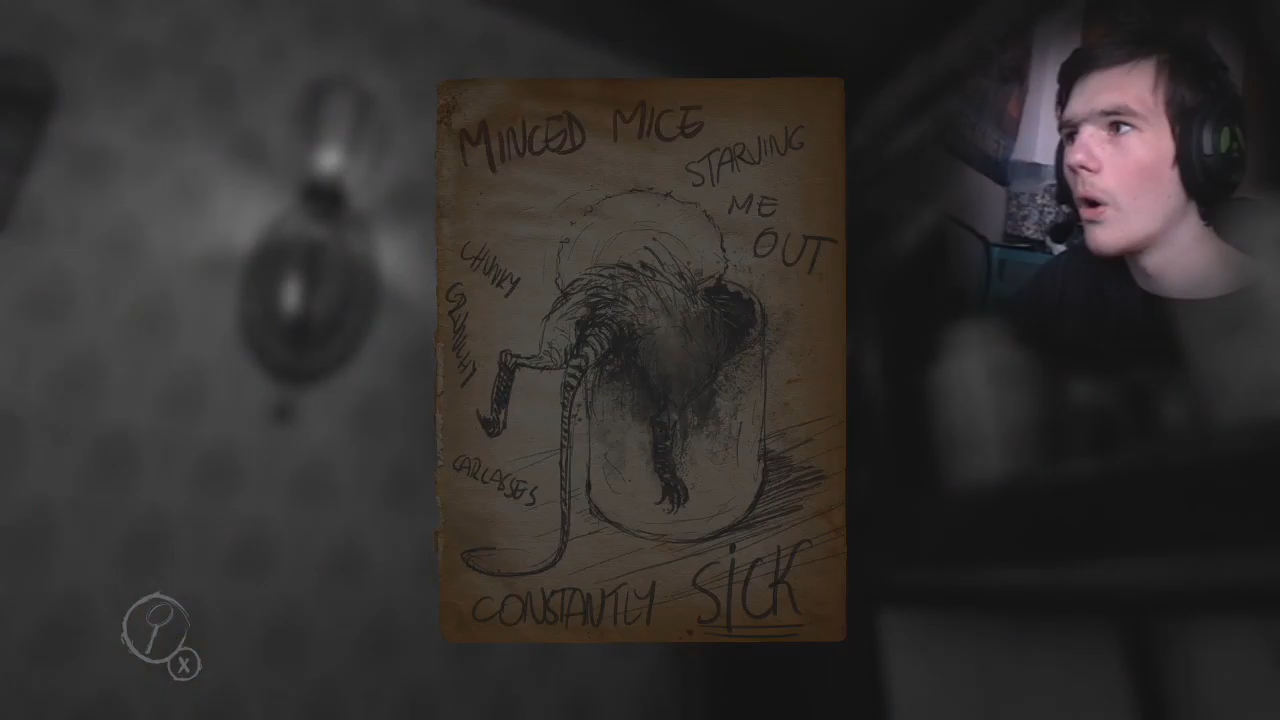 MINCED MICE
STARVING
ME
OUT
CHUNKY
CRUNCHY
CARCASSES
CONSTANTLY SICK
X